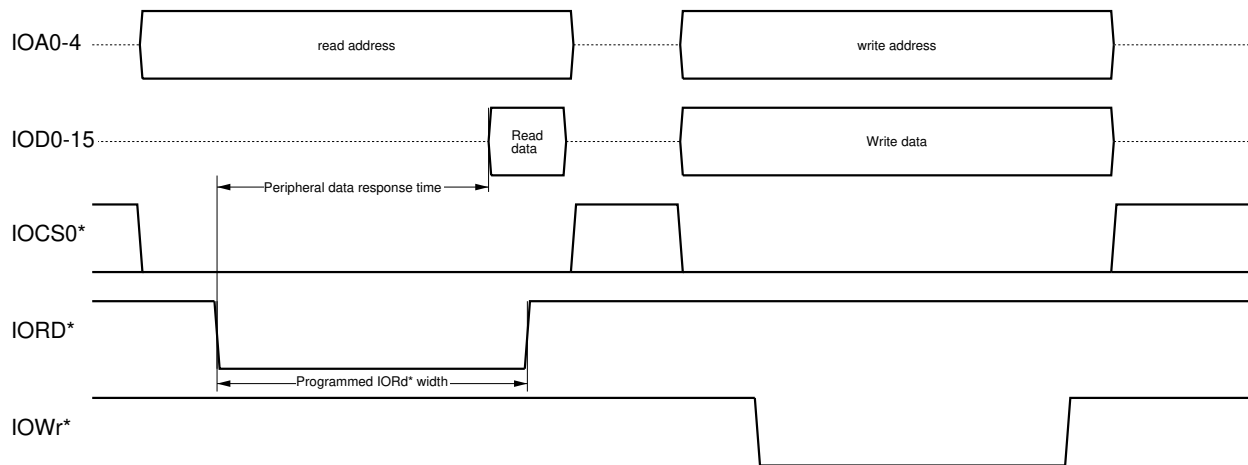 IOA0-4
read address
write address
IOD0-15
Read
data
Write data
Peripheral data response time
IOCS0*
IORD*
Programmed IORd* width
IOWr*